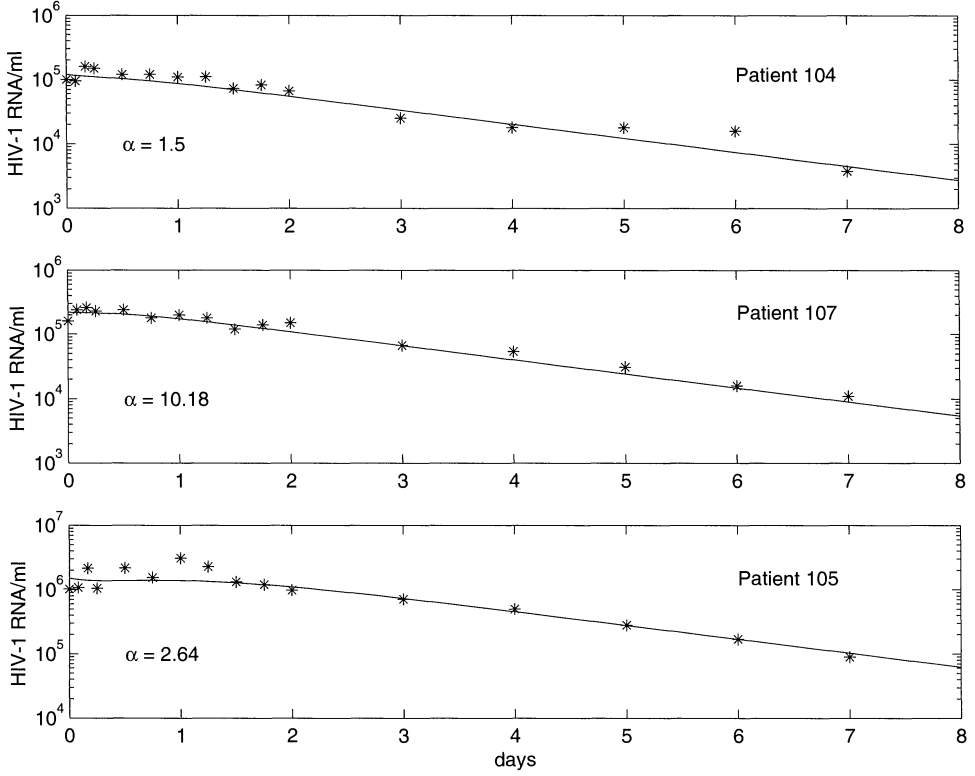 10^6
10^5
10^4
10^3
HIV-1 RNA/ml
Patient 104
α = 1.5
0 1 2 3 4 5 6 7 8
10^6
10^5
10^4
10^3
HIV-1 RNA/ml
Patient 107
α = 10.18
0 1 2 3 4 5 6 7 8
10^7
10^6
10^5
10^4
HIV-1 RNA/ml
Patient 105
α = 2.64
0 1 2 3 4 5 6 7 8
days